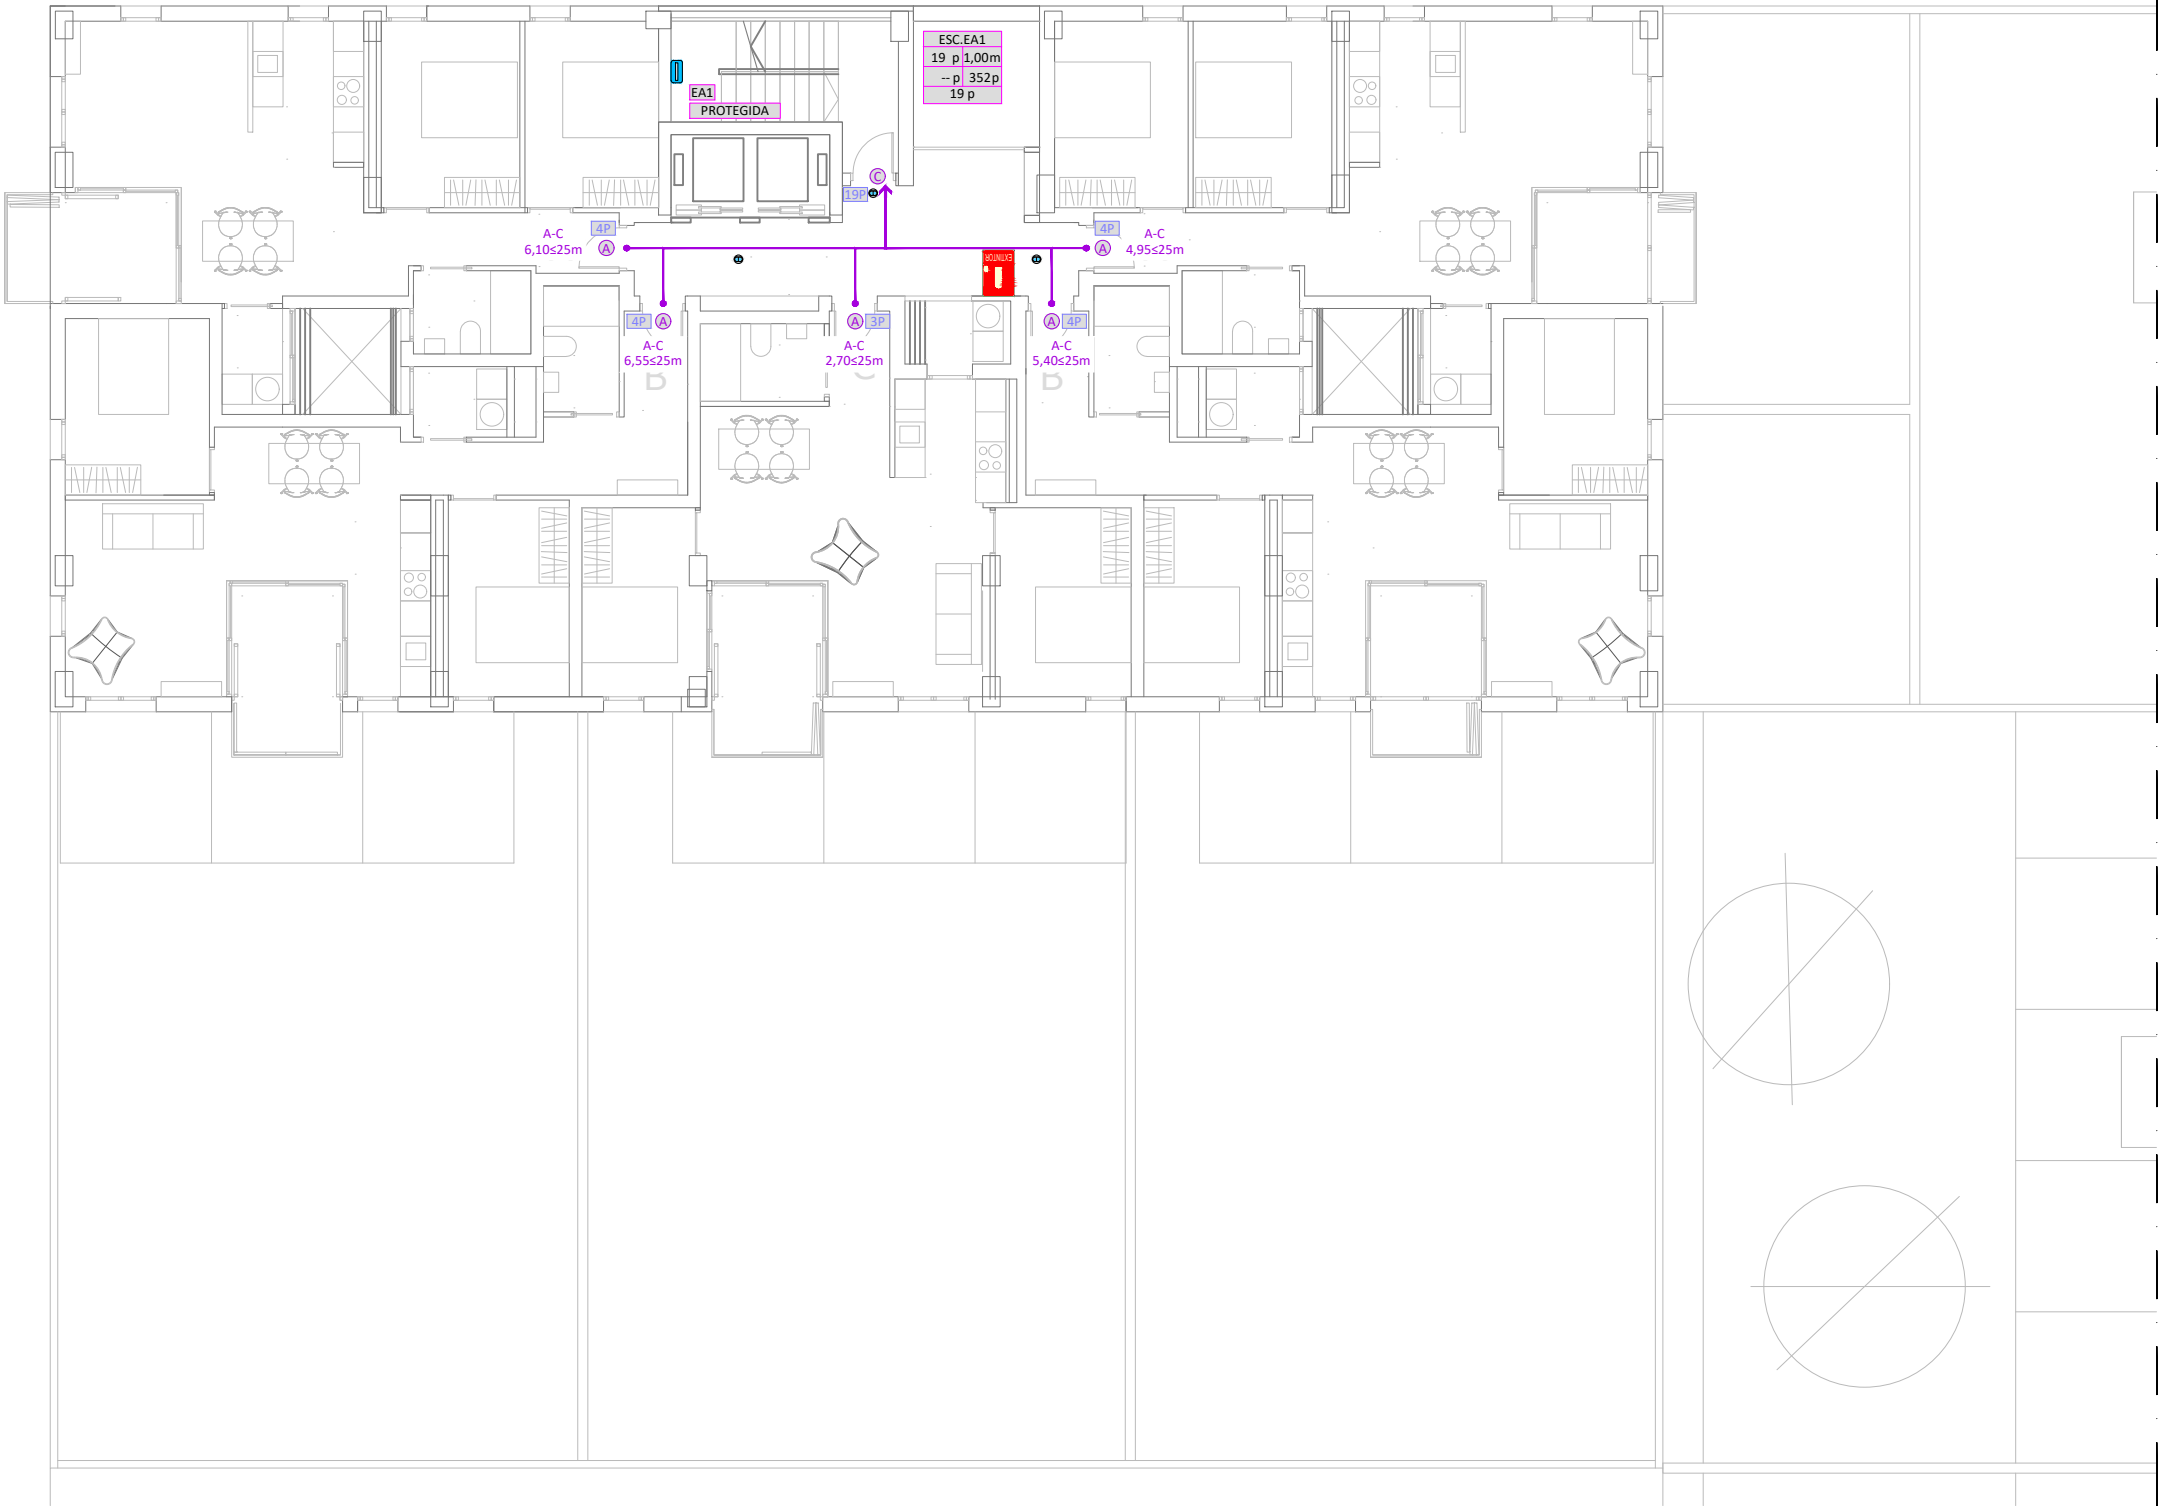 ESC.EA1
19 p 1,00m
-- p 352p
19 p
EA1
PROTEGIDA
C
19P
4P
A-C
6,10≤25m
A
4P
A
A-C
4,95≤25m
EXTINTOR
4P
A
A-C
6,55≤25m
B
A
3P
A-C
2,70≤25m
C
A
4P
A-C
5,40≤25m
B